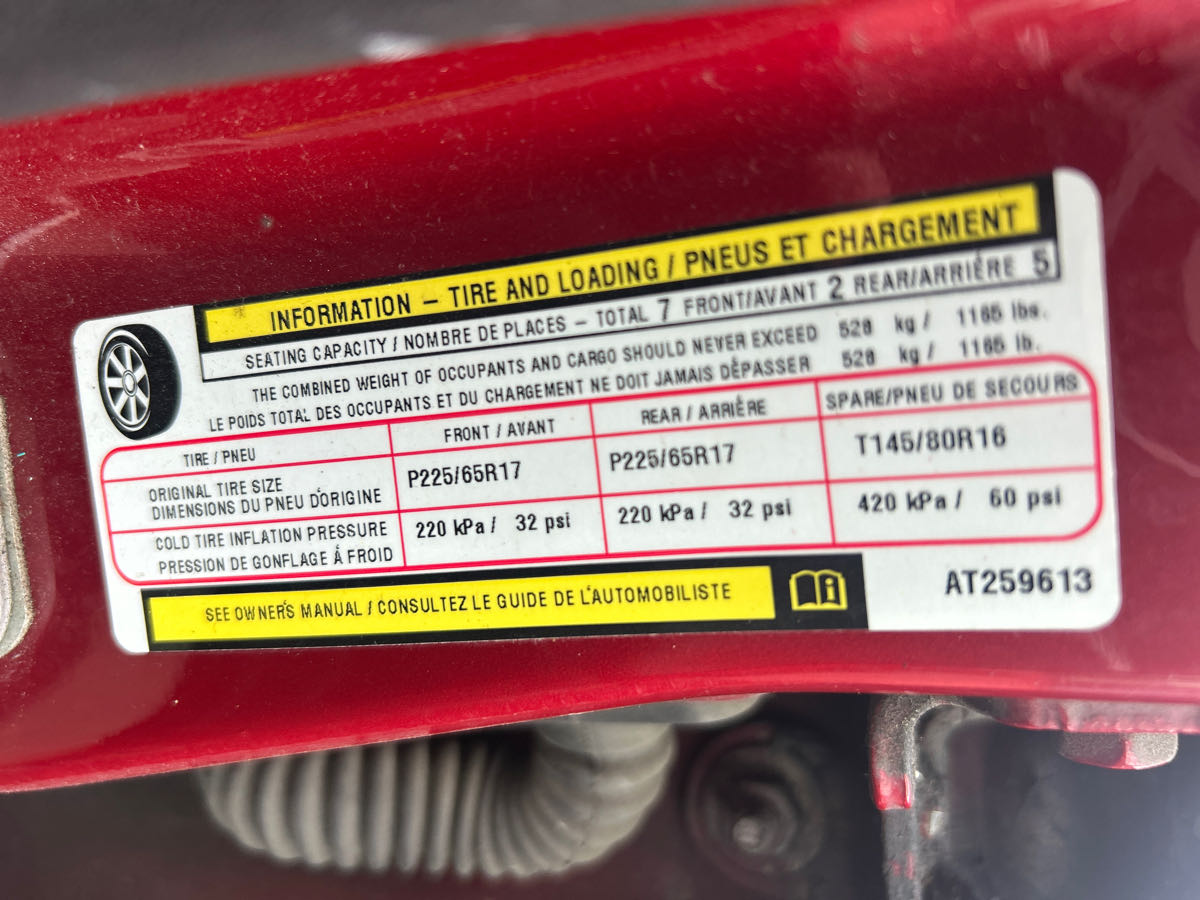 INFORMATION – TIRE AND LOADING / PNEUS ET CHARGEMENT
SEATING CAPACITY / NOMBRE DE PLACES – TOTAL 7 FRONT/AVANT 2 REAR/ARRIÈRE 5
THE COMBINED WEIGHT OF OCCUPANTS AND CARGO SHOULD NEVER EXCEED 528 kg / 1165 lbs.
LE POIDS TOTAL DES OCCUPANTS ET DU CHARGEMENT NE DOIT JAMAIS DÉPASSER 528 kg / 1165 lb.
TIRE / PNEU FRONT / AVANT REAR / ARRIÈRE SPARE/PNEU DE SECOURS
ORIGINAL TIRE SIZE
DIMENSIONS DU PNEU D'ORIGINE P225/65R17 P225/65R17 T145/80R16
COLD TIRE INFLATION PRESSURE
PRESSION DE GONFLAGE À FROID 220 kPa / 32 psi 220 kPa / 32 psi 420 kPa / 60 psi
SEE OWNER'S MANUAL / CONSULTEZ LE GUIDE DE L'AUTOMOBILISTE
AT259613